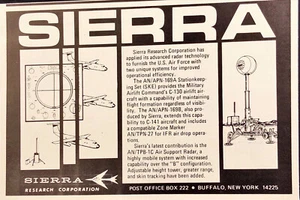 SIERRA
Sierra Research Corporation has
applied its advanced radar technology
to furnish the U.S. Air Force with
two unique systems for improved
operational efficiency.
The AN/APN-169A Stationkeep-
ing Set (SKE) provides the Military
Airlift Command's C-130 airlift air-
craft with a capability of maintaining
flight formation regardless of visibil-
ity. The AN/APN-169B, also pro-
duced by Sierra, extends this capa-
bility to C-141 aircraft and includes
a compatible Zone Marker
AN/TPN-27 for IFR air drop opera-
tions.
Sierra's latest contribution is the
AN/TPB-1C Air Support Radar, a
highly mobile system with increased
capability over the "B" configuration.
Adjustable height tower, greater range,
and skin tracking have been added.
SIERRA
RESEARCH CORPORATION
POST OFFICE BOX 222 • BUFFALO, NEW YORK 14225